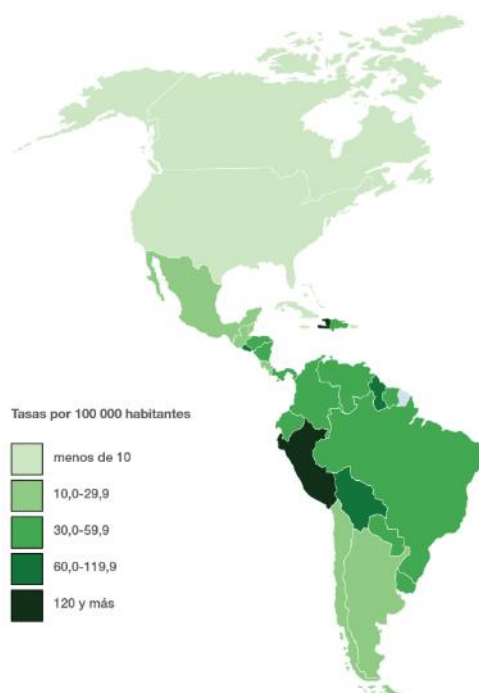 Tasas por 100 000 habitantes
menos de 10
10,0-29,9
30,0-59,9
60,0-119,9
120 y más